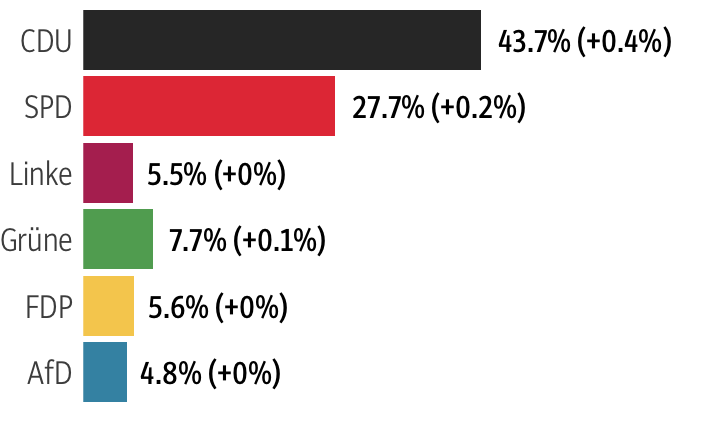 CDU 43.7% (+0.4%)
SPD 27.7% (+0.2%)
Linke 5.5% (+0%)
Grüne 7.7% (+0.1%)
FDP 5.6% (+0%)
AfD 4.8% (+0%)